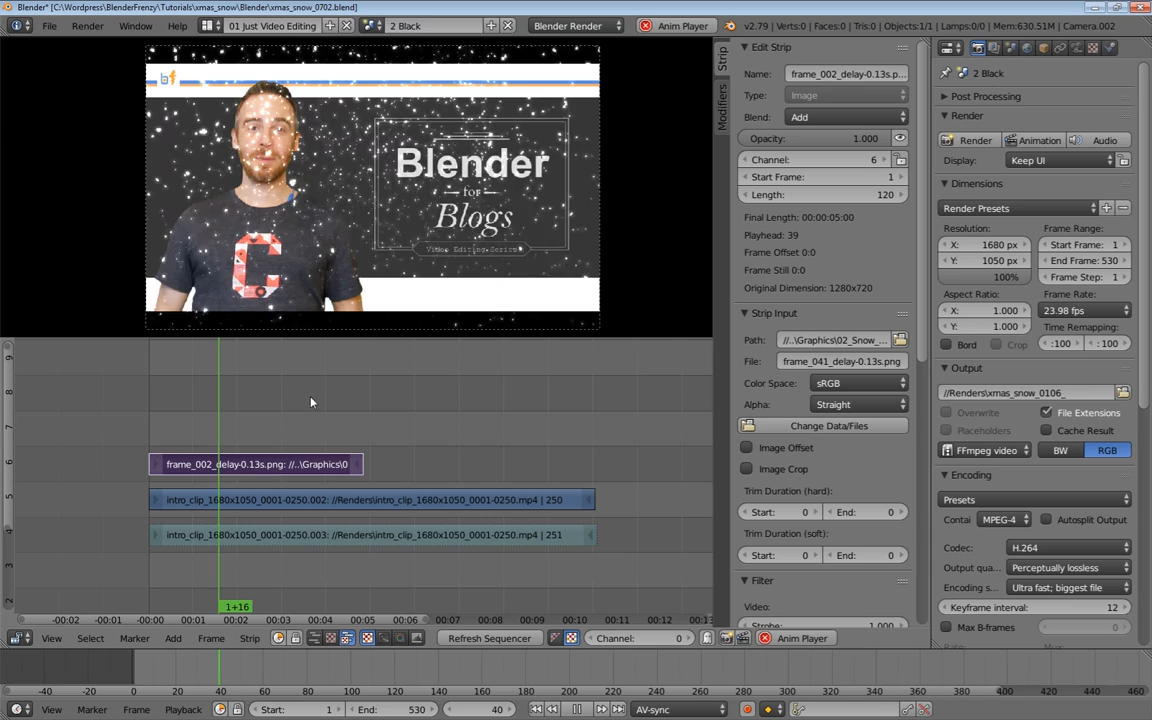 Blender* [C:\Wordpress\BlenderFrenzy\Tutorials\xmas_snow\Blender\xmas_snow_0702.blend]
File Render Window Help 01 Just Video Editing 2 Black Blender Render Anim Player v2.79 | Verts:0 | Faces:0 | Tris:0 | Objects:1/1 | Lamps:0/0 | Mem:630.51M | Camera.002
bf
Blender
for
Blogs
Video Editing Series
Strip
Modifiers
Edit Strip
Name: frame_002_delay-0.13s.p...
Type: Image
Blend: Add
Opacity: 1.000
Channel: 6
Start Frame: 1
Length: 120
Final Length: 00:00:05:00
Playhead: 39
Frame Offset 0:0
Frame Still 0:0
Original Dimension: 1280x720
Strip Input
Path: //..\Graphics\02_Snow_...
File: frame_041_delay-0.13s.png
Color Space: sRGB
Alpha: Straight
Change Data/Files
Image Offset
Image Crop
Trim Duration (hard):
Start: 0 End: 0
Trim Duration (soft):
Start: 0 End: 0
Filter
Video:
Strobe: 1.000
2 Black
Post Processing
Render
Render Animation Audio
Display: Keep UI
Dimensions
Render Presets
Resolution: Frame Range:
X: 1680 px Start Frame: 1
Y: 1050 px End Frame: 530
100% Frame Step: 1
Aspect Ratio: Frame Rate:
X: 1.000 23.98 fps
Y: 1.000 Time Remapping:
Bord Crop :100 :100
Output
//Renders\xmas_snow_0106_
Overwrite File Extensions
Placeholders Cache Result
FFmpeg video BW RGB
Encoding
Presets
Contai MPEG-4 Autosplit Output
Codec: H.264
Output qua... Perceptually lossless
Encoding s... Ultra fast; biggest file
Keyframe interval: 12
Max B-frames 0
9
8
7
6
5
4
3
2
frame_002_delay-0.13s.png: //..\Graphics\0
intro_clip_1680x1050_0001-0250.002: //Renders\intro_clip_1680x1050_0001-0250.mp4 | 250
intro_clip_1680x1050_0001-0250.003: //Renders\intro_clip_1680x1050_0001-0250.mp4 | 251
1+16
-00:02 -00:01 -00:00 00:01 00:02 00:03 00:04 00:05 00:06 00:07 00:08 00:09 00:10 00:11 00:12 00:13
View Select Marker Add Frame Strip Refresh Sequencer Channel: 0 Anim Player
-40 -20 0 20 40 60 80 100 120 140 160 180 200 220 240 260 280 300 320 340 360 380 400 420 440 460
View Marker Frame Playback Start: 1 End: 530 40 AV-sync